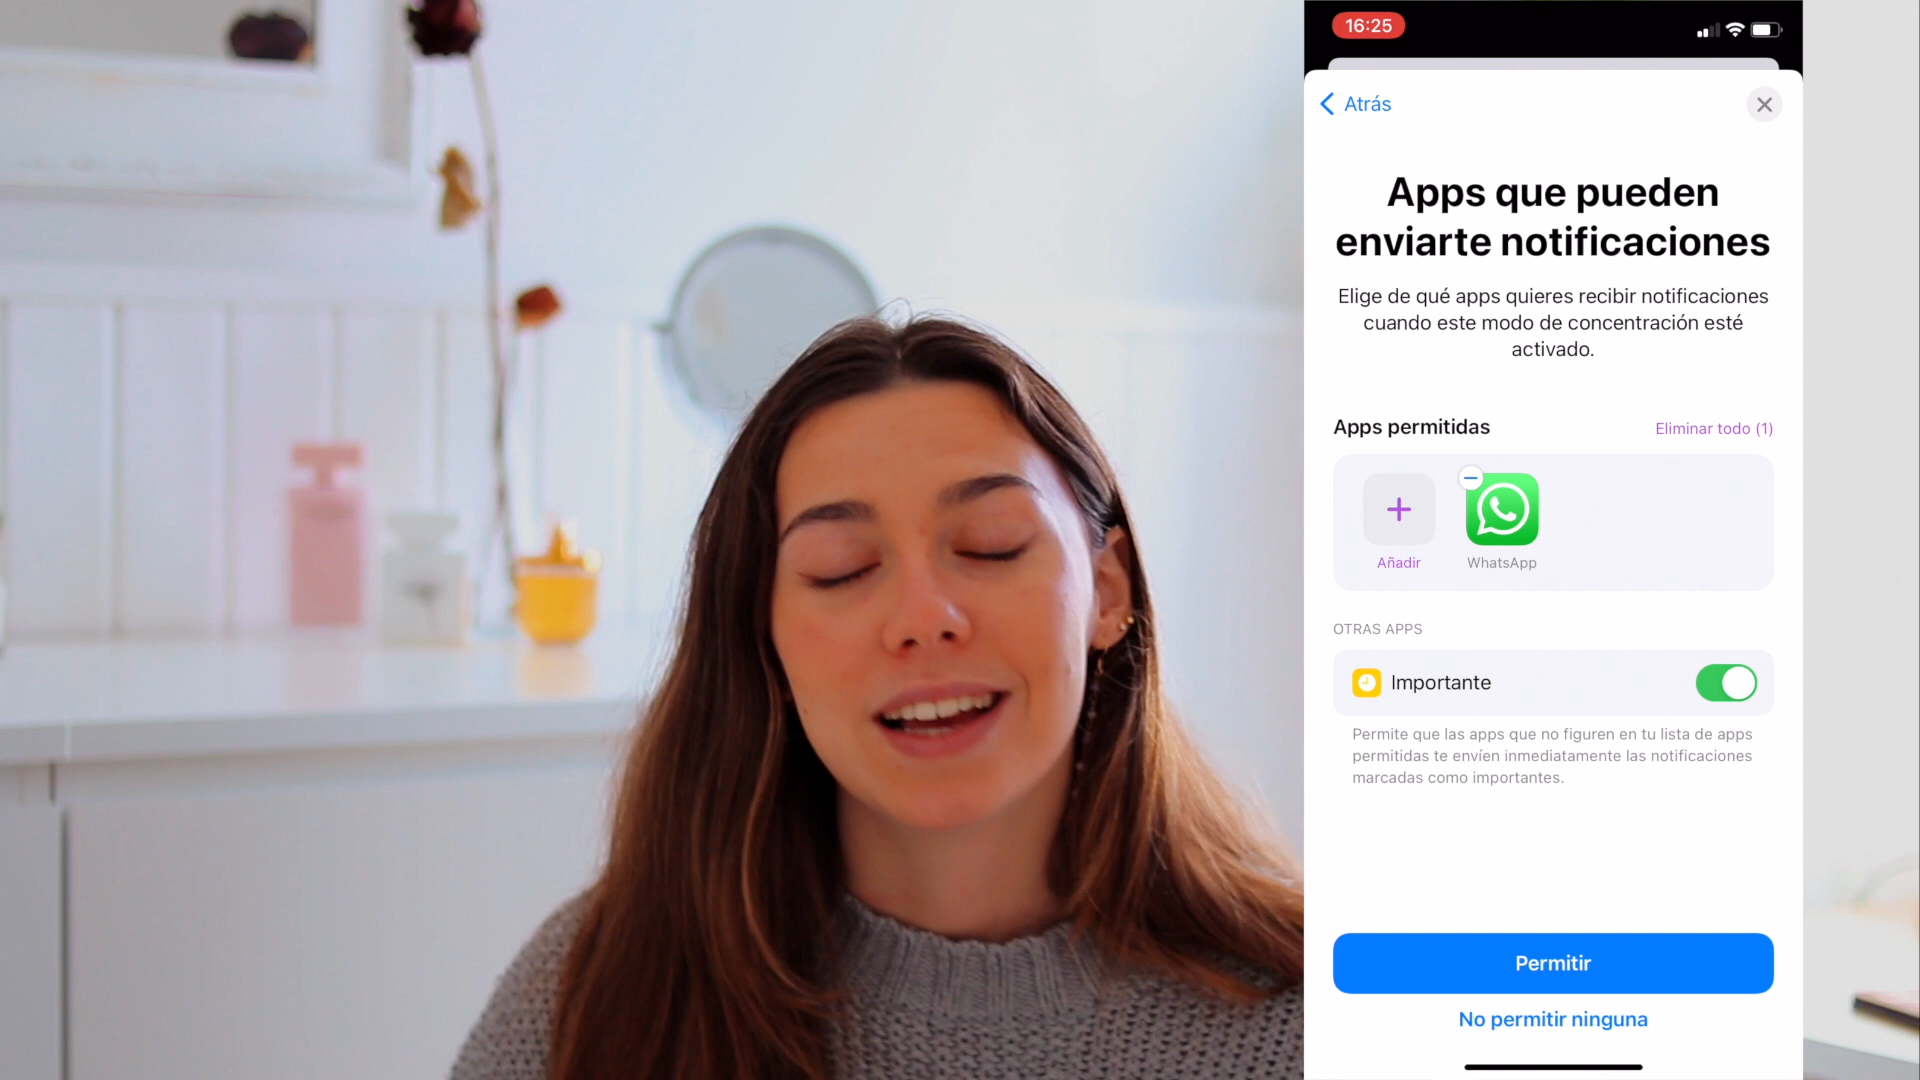 16:25
Atrás
Apps que pueden
enviarte notificaciones
Elige de qué apps quieres recibir notificaciones
cuando este modo de concentración esté
activado.
Apps permitidas
Eliminar todo (1)
Añadir
WhatsApp
OTRAS APPS
Importante
Permite que las apps que no figuren en tu lista de apps
permitidas te envíen inmediatamente las notificaciones
marcadas como importantes.
Permitir
No permitir ninguna